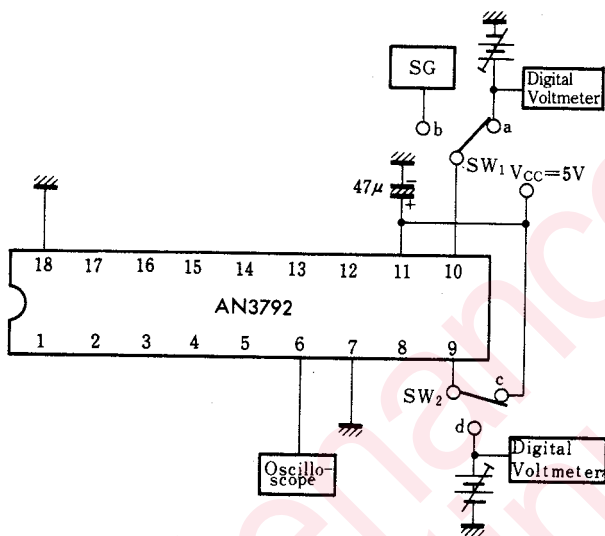 SG
Digital
Voltmeter
b
a
SW1
VCC=5V
47μ
−
+
18 17 16 15 14 13 12 11 10
AN3792
1 2 3 4 5 6 7 8 9
SW2
c
d
Oscillo-
scope
Digital
Voltmeter
enance